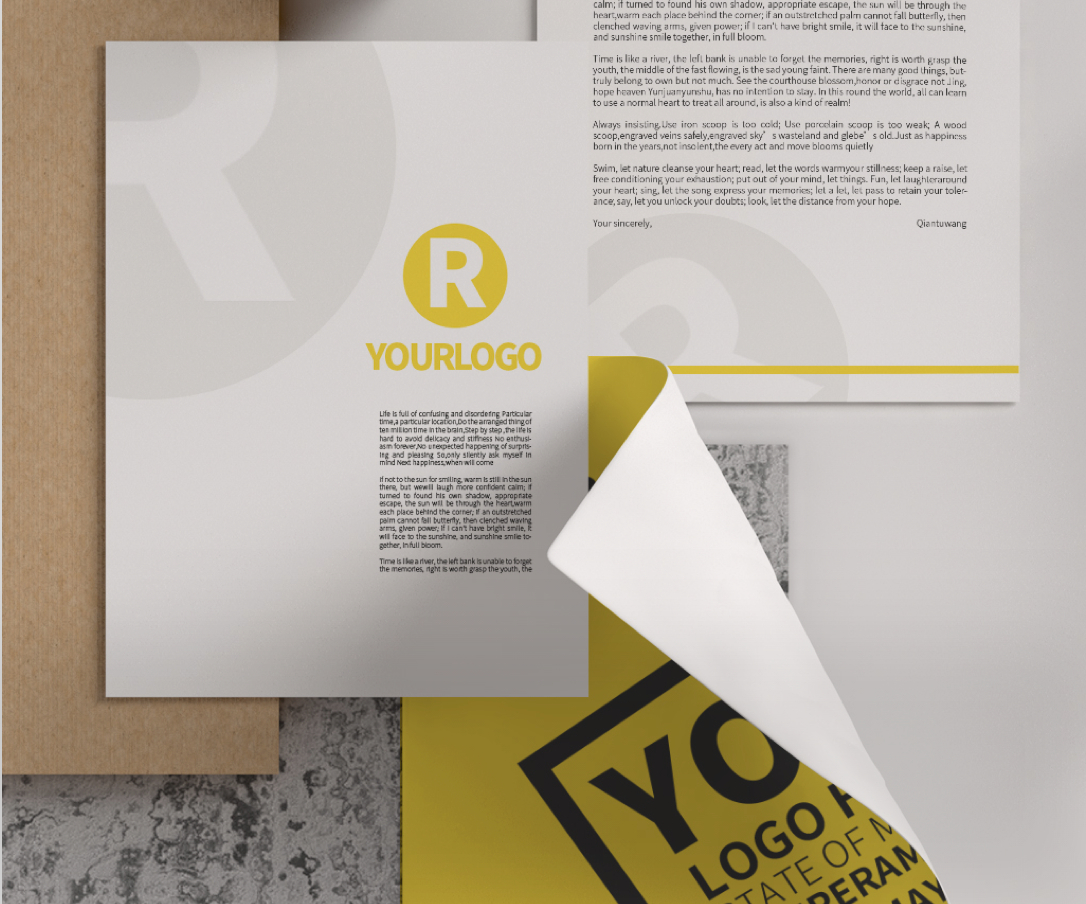 R
YOURLOGO
Life is full of confusing and disordering Particular
time,a particular location,Do the arranged thing of
ten million time in the brain,Step by step ,the life is
hard to avoid delicacy and stiffness No enthusi-
asm forever,No unexpected happening of surpris-
ing and pleasing So,only silently ask myself in
mind Next happiness,when will come
If not to the sun for smiling, warm is still in the sun
there, but wewill laugh more confident calm; if
turned to found his own shadow, appropriate
escape, the sun will be through the heart,warm
each place behind the corner; if an outstretched
palm cannot fall butterfly, then clenched waving
arms, given power; if I can't have bright smile, it
will face to the sunshine, and sunshine smile to-
gether, in full bloom.
Time is like a river, the left bank is unable to forget
the memories, right is worth grasp the youth, the
calm; if turned to found his own shadow, appropriate escape, the sun will be through the
heart,warm each place behind the corner; if an outstretched palm cannot fall butterfly, then
clenched waving arms, given power; if I can't have bright smile, it will face to the sunshine,
and sunshine smile together, in full bloom.
Time is like a river, the left bank is unable to forget the memories, right is worth grasp the
youth, the middle of the fast flowing, is the sad young faint. There are many good things, but-
truly belong to own but not much. See the courthouse blossom,honor or disgrace not Jing,
hope heaven Yunjuanyunshu, has no intention to stay. In this round the world, all can learn
to use a normal heart to treat all around, is also a kind of realm!
Always insisting.Use iron scoop is too cold; Use porcelain scoop is too weak; A wood
scoop,engraved veins safely,engraved sky's wasteland and glebe's old.Just as happiness
born in the years,not insolent,the every act and move blooms quietly
Swim, let nature cleanse your heart; read, let the words warmyour stillness; keep a raise, let
free conditioning your exhaustion; put out of your mind, let things. Fun, let laughteraround
your heart; sing, let the song express your memories; let a let, let pass to retain your toler-
ance; say, let you unlock your doubts; look, let the distance from your hope.
Your sincerely, Qiantuwang
YO
LOGO
STATE OF